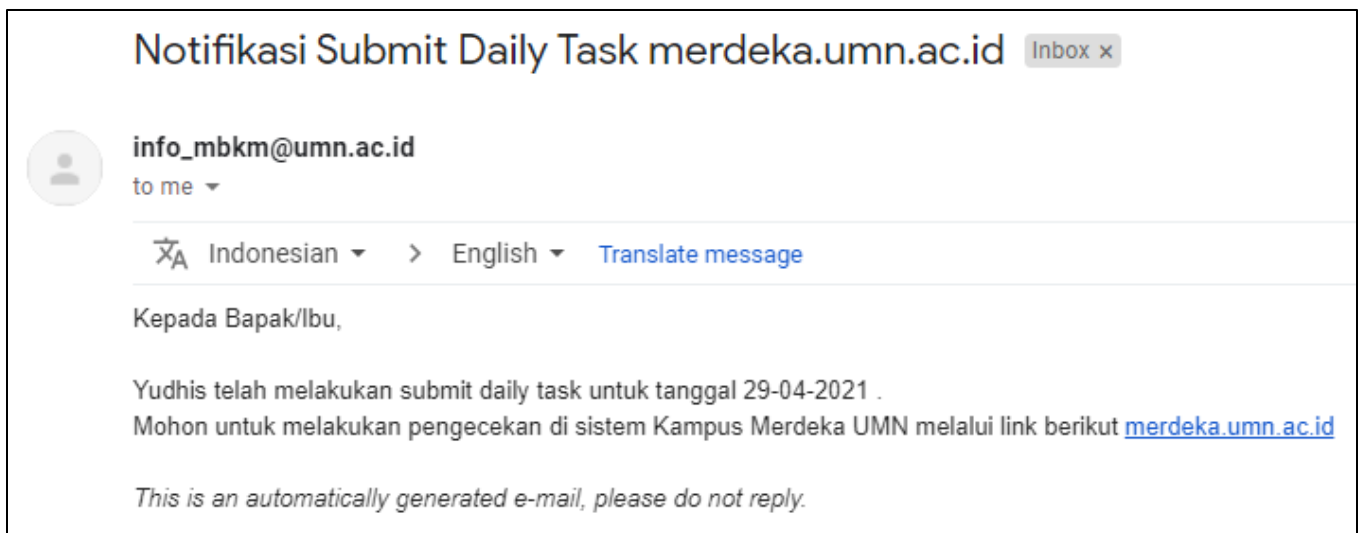 Notifikasi Submit Daily Task merdeka.umn.ac.id Inbox x
info_mbkm@umn.ac.id
to me
Indonesian > English Translate message
Kepada Bapak/Ibu,
Yudhis telah melakukan submit daily task untuk tanggal 29-04-2021 .
Mohon untuk melakukan pengecekan di sistem Kampus Merdeka UMN melalui link berikut merdeka.umn.ac.id
This is an automatically generated e-mail, please do not reply.